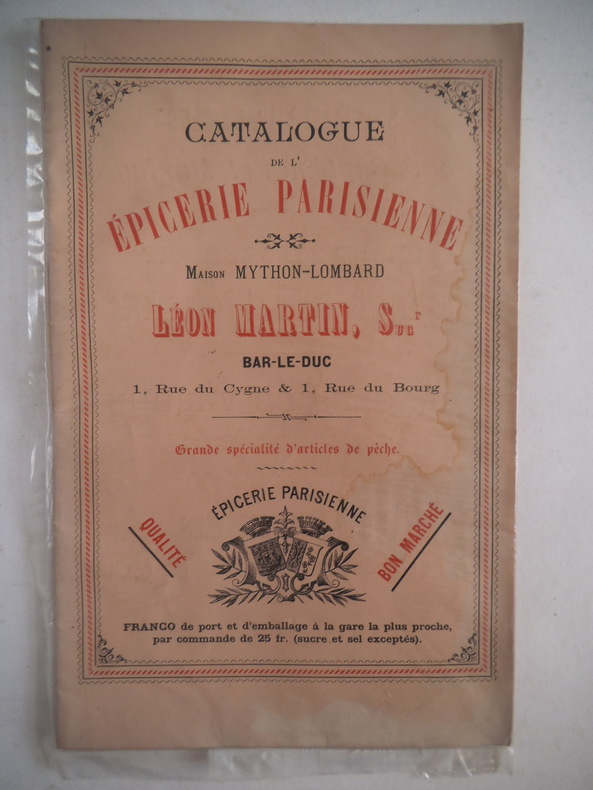 CATALOGUE
DE L'
ÉPICERIE PARISIENNE
MAISON MYTHON-LOMBARD
LÉON MARTIN, Sucr
BAR-LE-DUC
1, Rue du Cygne & 1, Rue du Bourg
Grande spécialité d'articles de pêche.
ÉPICERIE PARISIENNE
QUALITÉ
BON MARCHÉ
FRANCO de port et d'emballage à la gare la plus proche,
par commande de 25 fr. (sucre et sel exceptés).